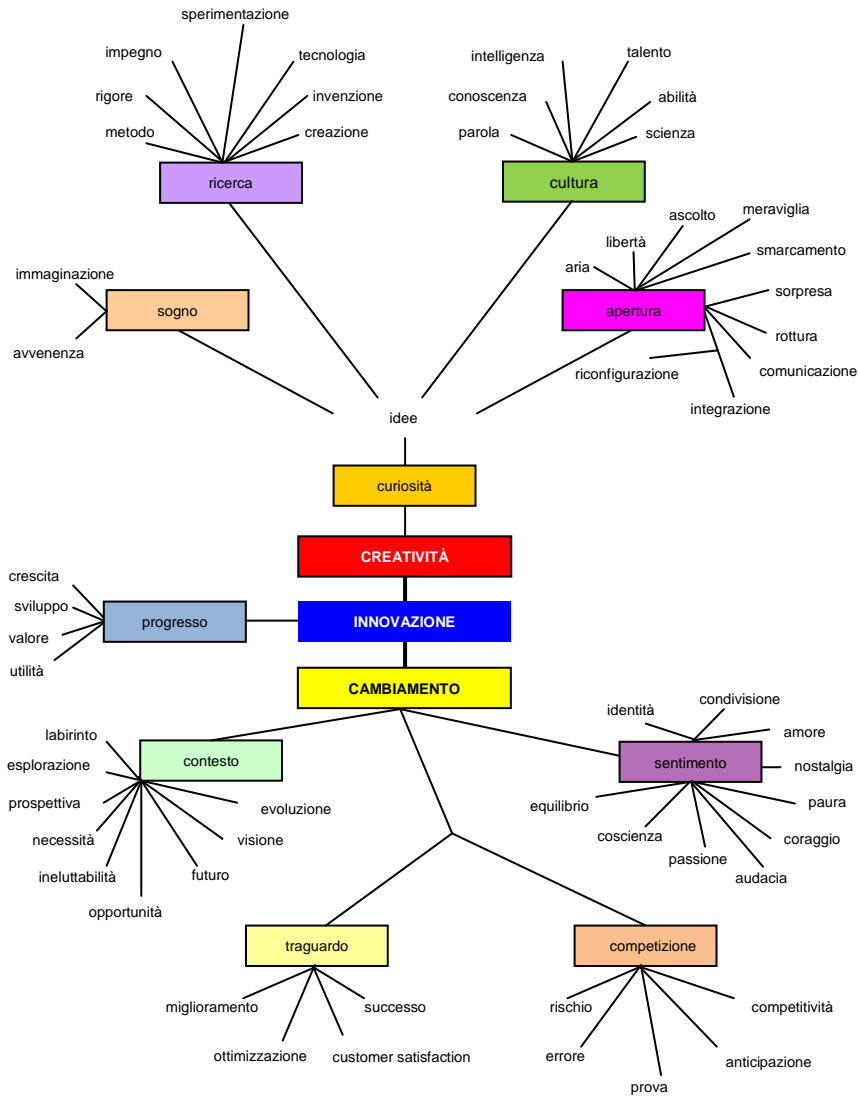 sperimentazione
impegno
tecnologia
rigore
invenzione
metodo
creazione
ricerca
intelligenza
talento
conoscenza
abilità
parola
scienza
cultura
immaginazione
sogno
avvenenza
meraviglia
ascolto
libertà
smarcamento
aria
sorpresa
apertura
rottura
riconfigurazione
comunicazione
integrazione
idee
curiosità
CREATIVITÀ
crescita
sviluppo
progresso
INNOVAZIONE
valore
utilità
CAMBIAMENTO
labirinto
contesto
esplorazione
prospettiva
evoluzione
necessità
visione
ineluttabilità
futuro
opportunità
condivisione
identità
amore
sentimento
nostalgia
equilibrio
paura
coscienza
coraggio
passione
audacia
traguardo
miglioramento
successo
ottimizzazione
customer satisfaction
competizione
rischio
competitività
errore
anticipazione
prova